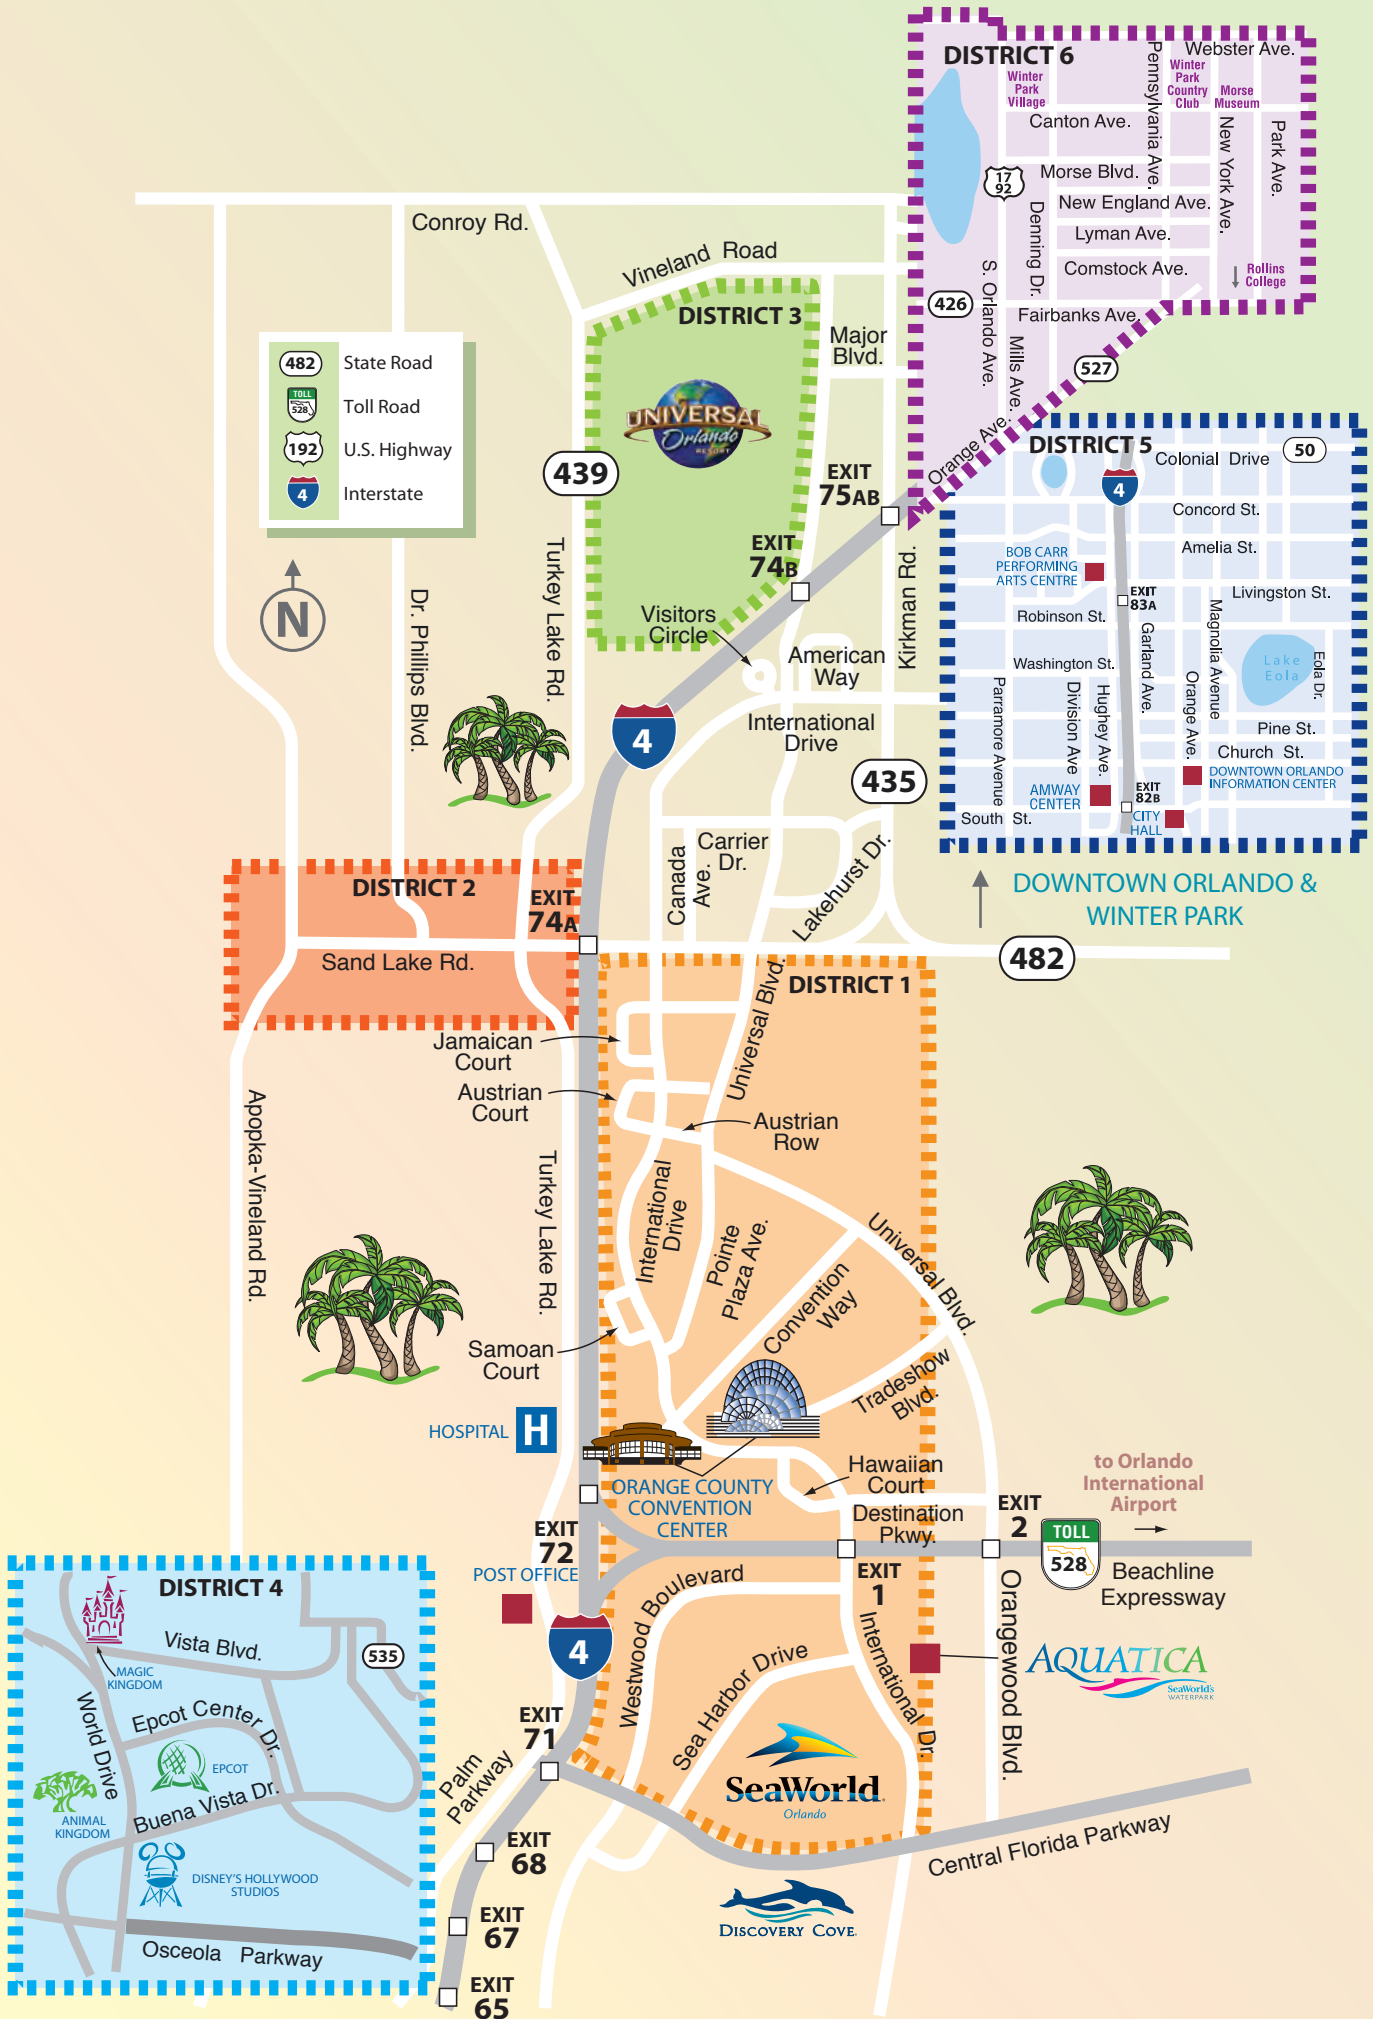 DISTRICT 6
Webster Ave.
Pennsylvania Ave.
Winter
Park
Village
Winter
Park
Country
Club
Morse
Museum
Canton Ave.
New York Ave.
Park Ave.
17
92
Morse Blvd.
New England Ave.
Denning Dr.
Lyman Ave.
Comstock Ave.
Rollins
College
S. Orlando Ave.
426
Fairbanks Ave.
Mills Ave.
527
Orange Ave.
Conroy Rd.
Vineland Road
DISTRICT 3
Major
Blvd.
UNIVERSAL
Orlando
RESORT
482
State Road
TOLL
528
Toll Road
192
U.S. Highway
4
Interstate
439
EXIT
75AB
EXIT
74B
N
Turkey Lake Rd.
Dr. Phillips Blvd.
Visitors
Circle
American
Way
Kirkman Rd.
International
Drive
4
435
DISTRICT 5
Colonial Drive
50
4
Concord St.
Amelia St.
BOB CARR
PERFORMING
ARTS CENTRE
EXIT
83A
Livingston St.
Robinson St.
Garland Ave.
Magnolia Avenue
Washington St.
Lake
Eola
Eola Dr.
Parramore Avenue
Division Ave
Hughey Ave.
Orange Ave.
Pine St.
Church St.
DOWNTOWN ORLANDO
INFORMATION CENTER
AMWAY
CENTER
EXIT
82B
South St.
CITY
HALL
DOWNTOWN ORLANDO &
WINTER PARK
Carrier
Dr.
Canada
Ave.
Lakehurst Dr.
DISTRICT 2
EXIT
74A
Sand Lake Rd.
482
DISTRICT 1
Universal Blvd.
Jamaican
Court
Austrian
Court
Austrian
Row
Apopka-Vineland Rd.
Turkey Lake Rd.
International
Drive
Pointe
Plaza Ave.
Universal Blvd.
Convention
Way
Samoan
Court
Tradeshow
Blvd.
HOSPITAL
H
ORANGE COUNTY
CONVENTION
CENTER
Hawaiian
Court
Destination
Pkwy.
to Orlando
International
Airport
EXIT
2
TOLL
528
Beachline
Expressway
EXIT
72
POST OFFICE
EXIT
1
4
Westwood Boulevard
International Dr.
Orangewood Blvd.
Sea Harbor Drive
AQUATICA
SeaWorld's
WATERPARK
DISTRICT 4
Vista Blvd.
535
MAGIC
KINGDOM
World Drive
Epcot Center Dr.
EPCOT
ANIMAL
KINGDOM
Buena Vista Dr.
DISNEY'S HOLLYWOOD
STUDIOS
Osceola Parkway
EXIT
71
Palm
Parkway
SeaWorld.
Orlando
Central Florida Parkway
EXIT
68
DISCOVERY COVE.
EXIT
67
EXIT
65